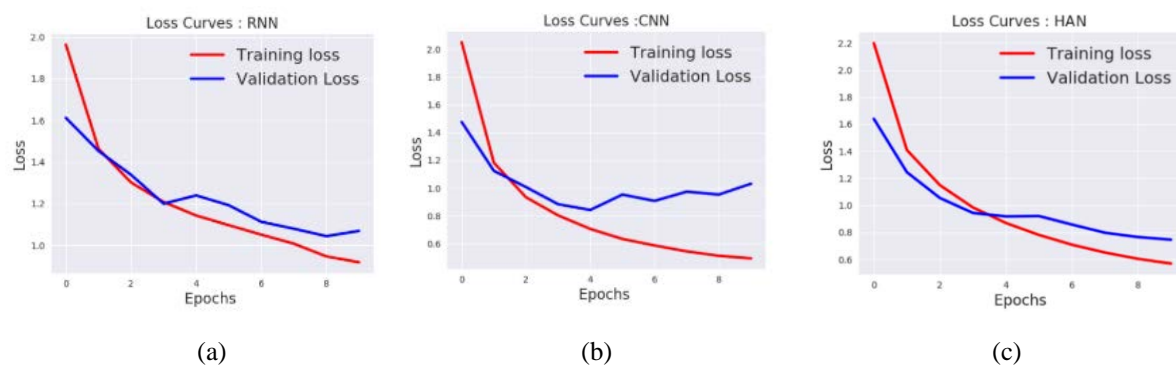 Loss Curves : RNN
2.0
1.8
1.6
1.4
1.2
1.0
Loss
Training loss
Validation Loss
0 2 4 6 8
Epochs
(a)
Loss Curves :CNN
2.0
1.8
1.6
1.4
1.2
1.0
0.8
0.6
Loss
Training loss
Validation Loss
0 2 4 6 8
Epochs
(b)
Loss Curves : HAN
2.2
2.0
1.8
1.6
1.4
1.2
1.0
0.8
0.6
Loss
Training loss
Validation Loss
0 2 4 6 8
Epochs
(c)